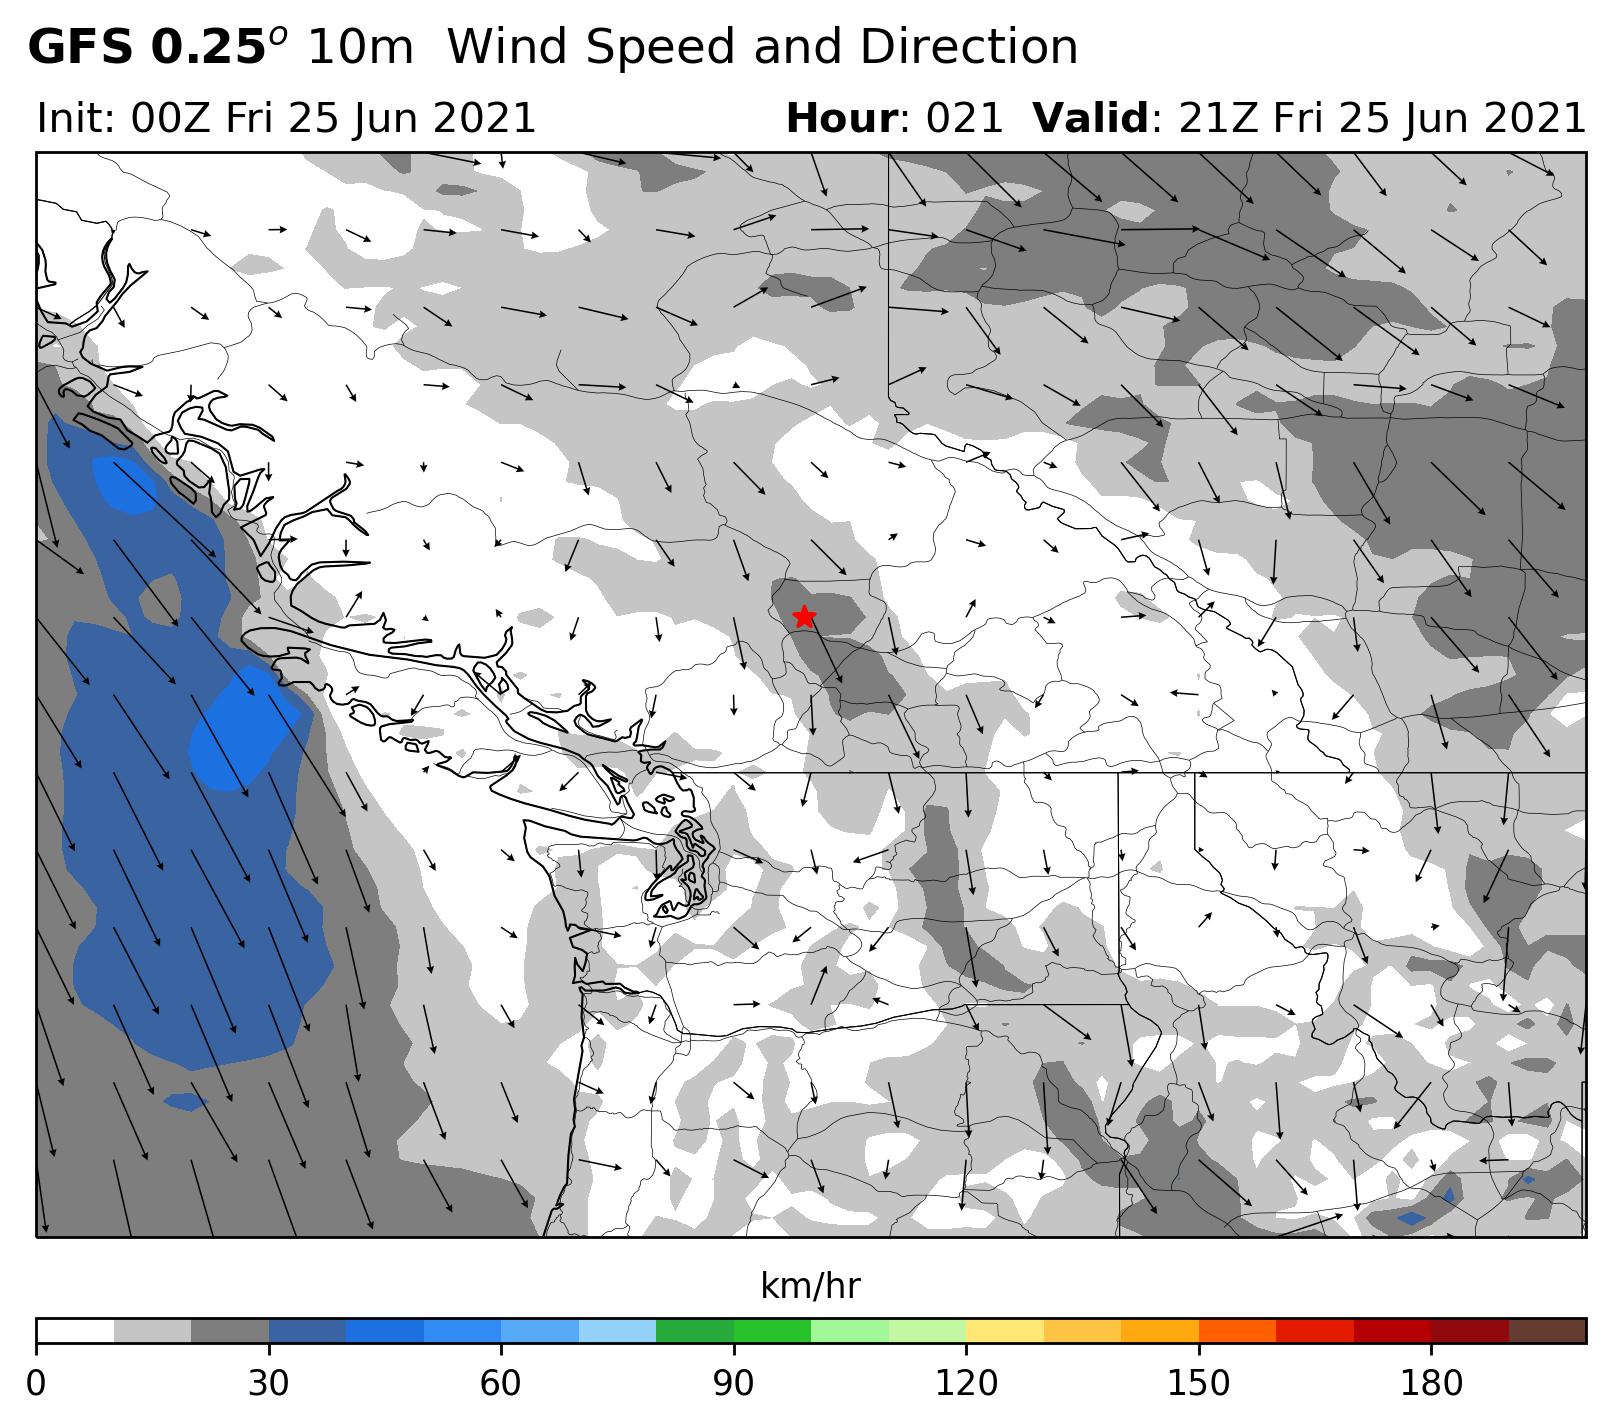 GFS 0.25o 10m Wind Speed and Direction
Init: 00Z Fri 25 Jun 2021 Hour: 021 Valid: 21Z Fri 25 Jun 2021
km/hr
0 30 60 90 120 150 180